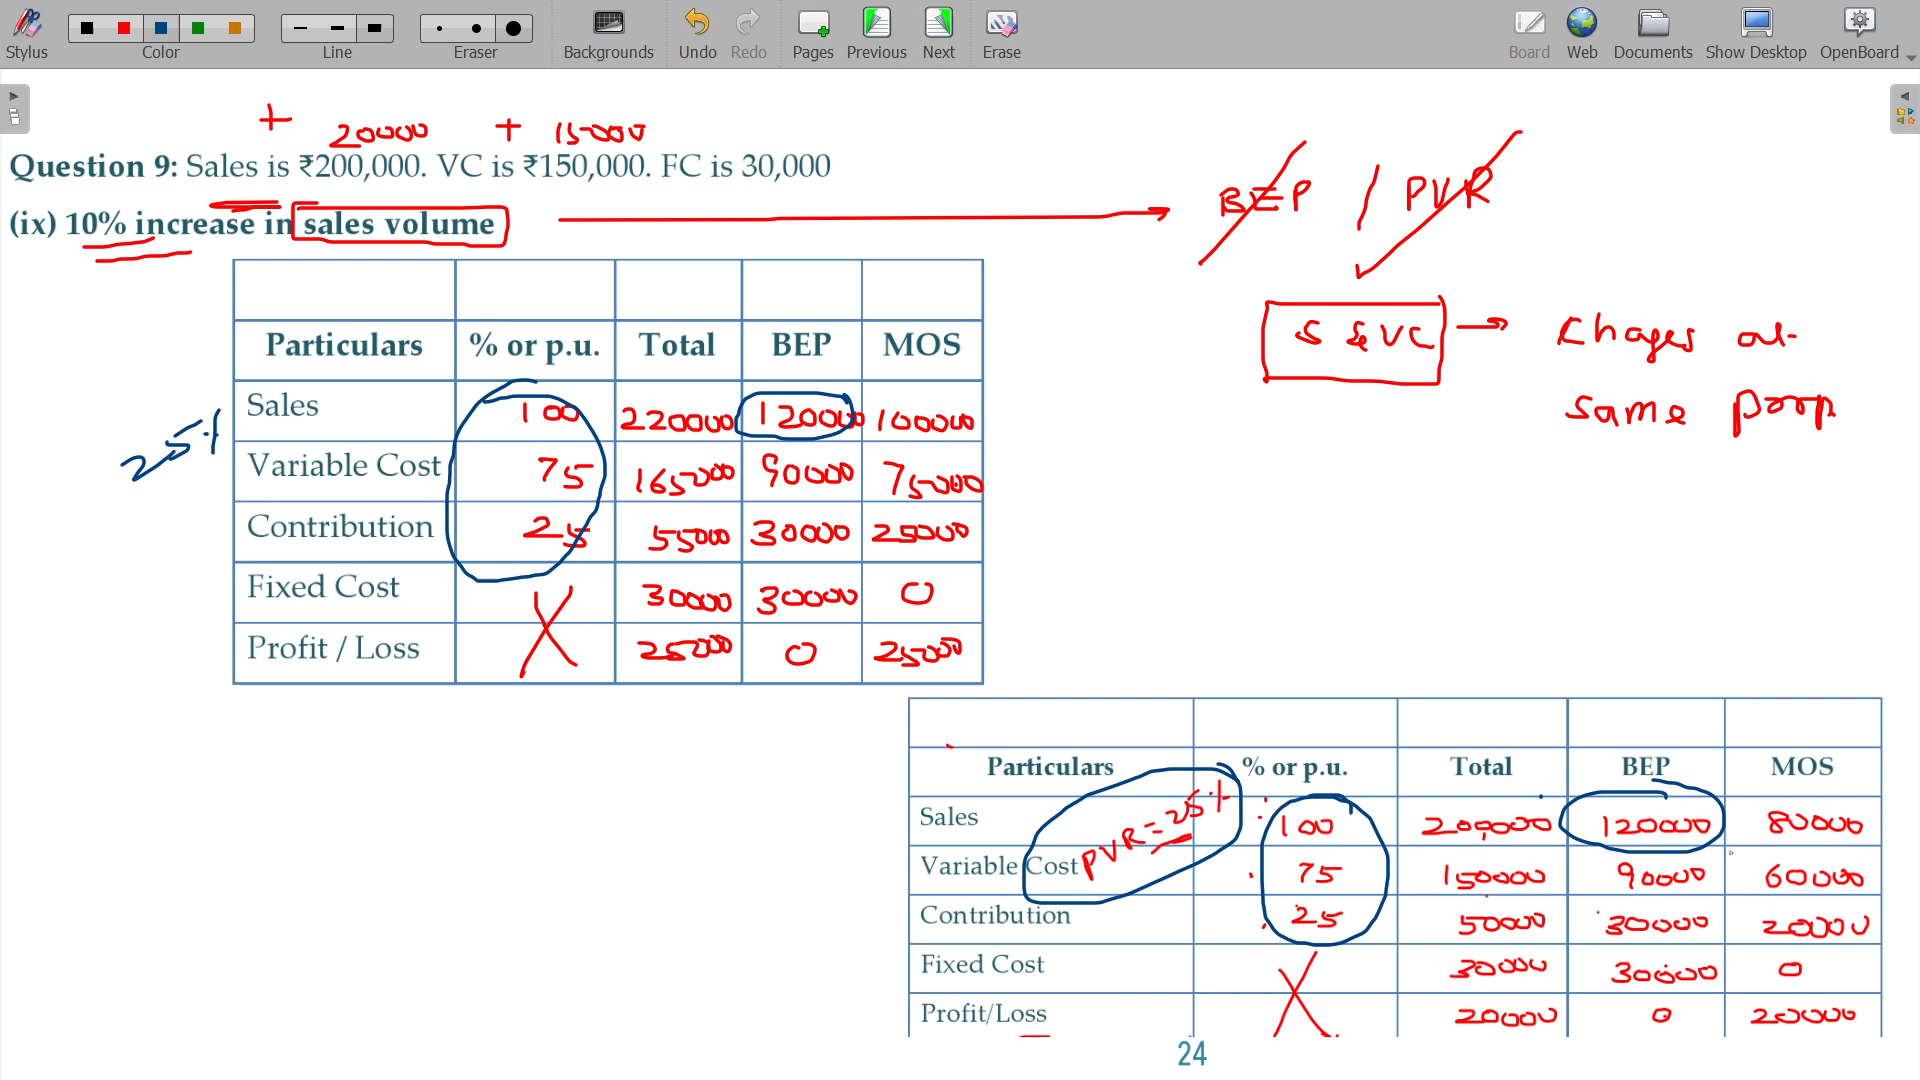 Stylus Color Line Eraser Backgrounds Undo Redo Pages Previous Next Erase Board Web Documents Show Desktop OpenBoard
+ 20000 + 15000
Question 9: Sales is ₹200,000. VC is ₹150,000. FC is 30,000
(ix) 10% increase in sales volume
BEP / PVR
S & VC → Chages at
same prop
25%
Particulars % or p.u. Total BEP MOS
Sales 100 220000 120000 100000
Variable Cost 75 165000 90000 75000
Contribution 25 55000 30000 25000
Fixed Cost X 30000 30000 0
Profit / Loss 25000 0 25000
Particulars % or p.u. Total BEP MOS
Sales 100 200000 120000 80000
PVR = 25%
Variable Cost 75 150000 90000 60000
Contribution 25 50000 30000 20000
Fixed Cost X 30000 30000 0
Profit/Loss 20000 0 20000
24